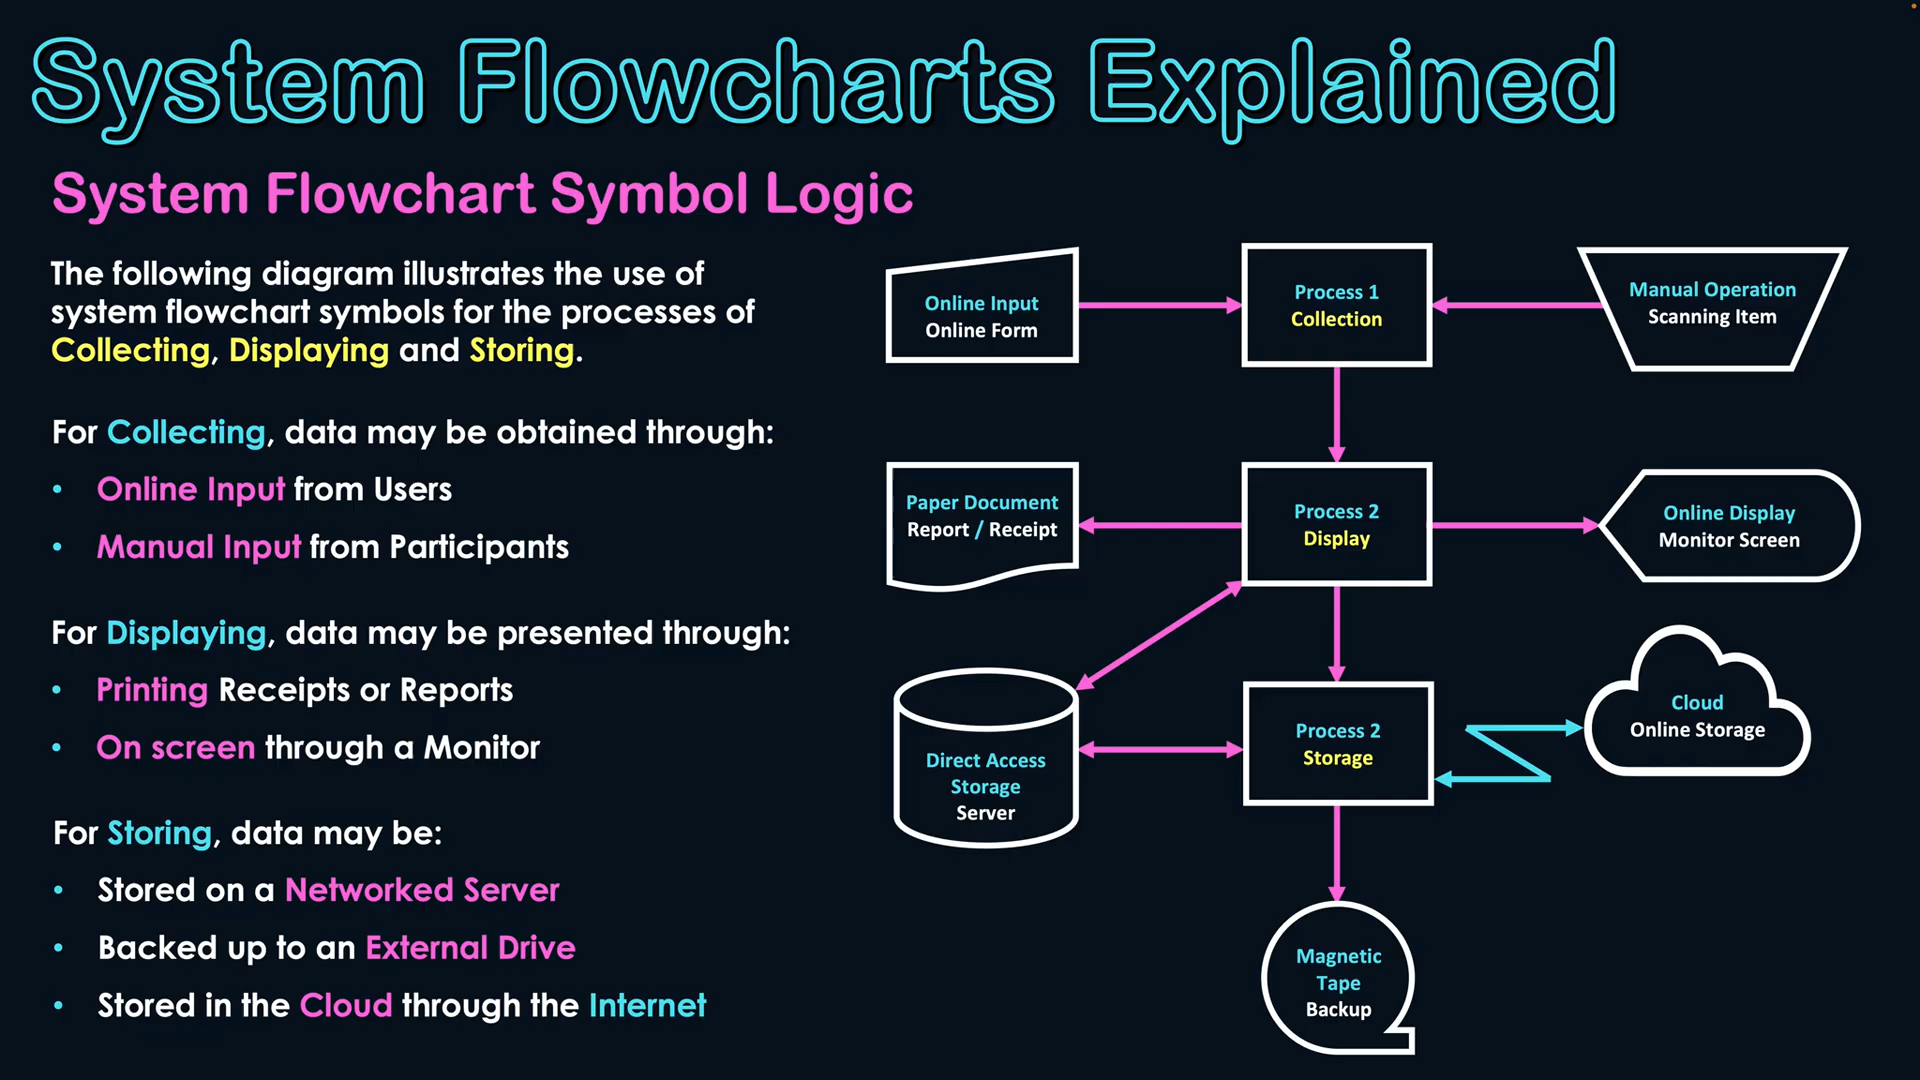 System Flowcharts Explained
System Flowchart Symbol Logic
The following diagram illustrates the use of
system flowchart symbols for the processes of
Collecting, Displaying and Storing.
For Collecting, data may be obtained through:
• Online Input from Users
• Manual Input from Participants
For Displaying, data may be presented through:
• Printing Receipts or Reports
• On screen through a Monitor
For Storing, data may be:
• Stored on a Networked Server
• Backed up to an External Drive
• Stored in the Cloud through the Internet
Online Input
Online Form
Process 1
Collection
Manual Operation
Scanning Item
Paper Document
Report / Receipt
Process 2
Display
Online Display
Monitor Screen
Direct Access
Storage
Server
Process 2
Storage
Cloud
Online Storage
Magnetic
Tape
Backup